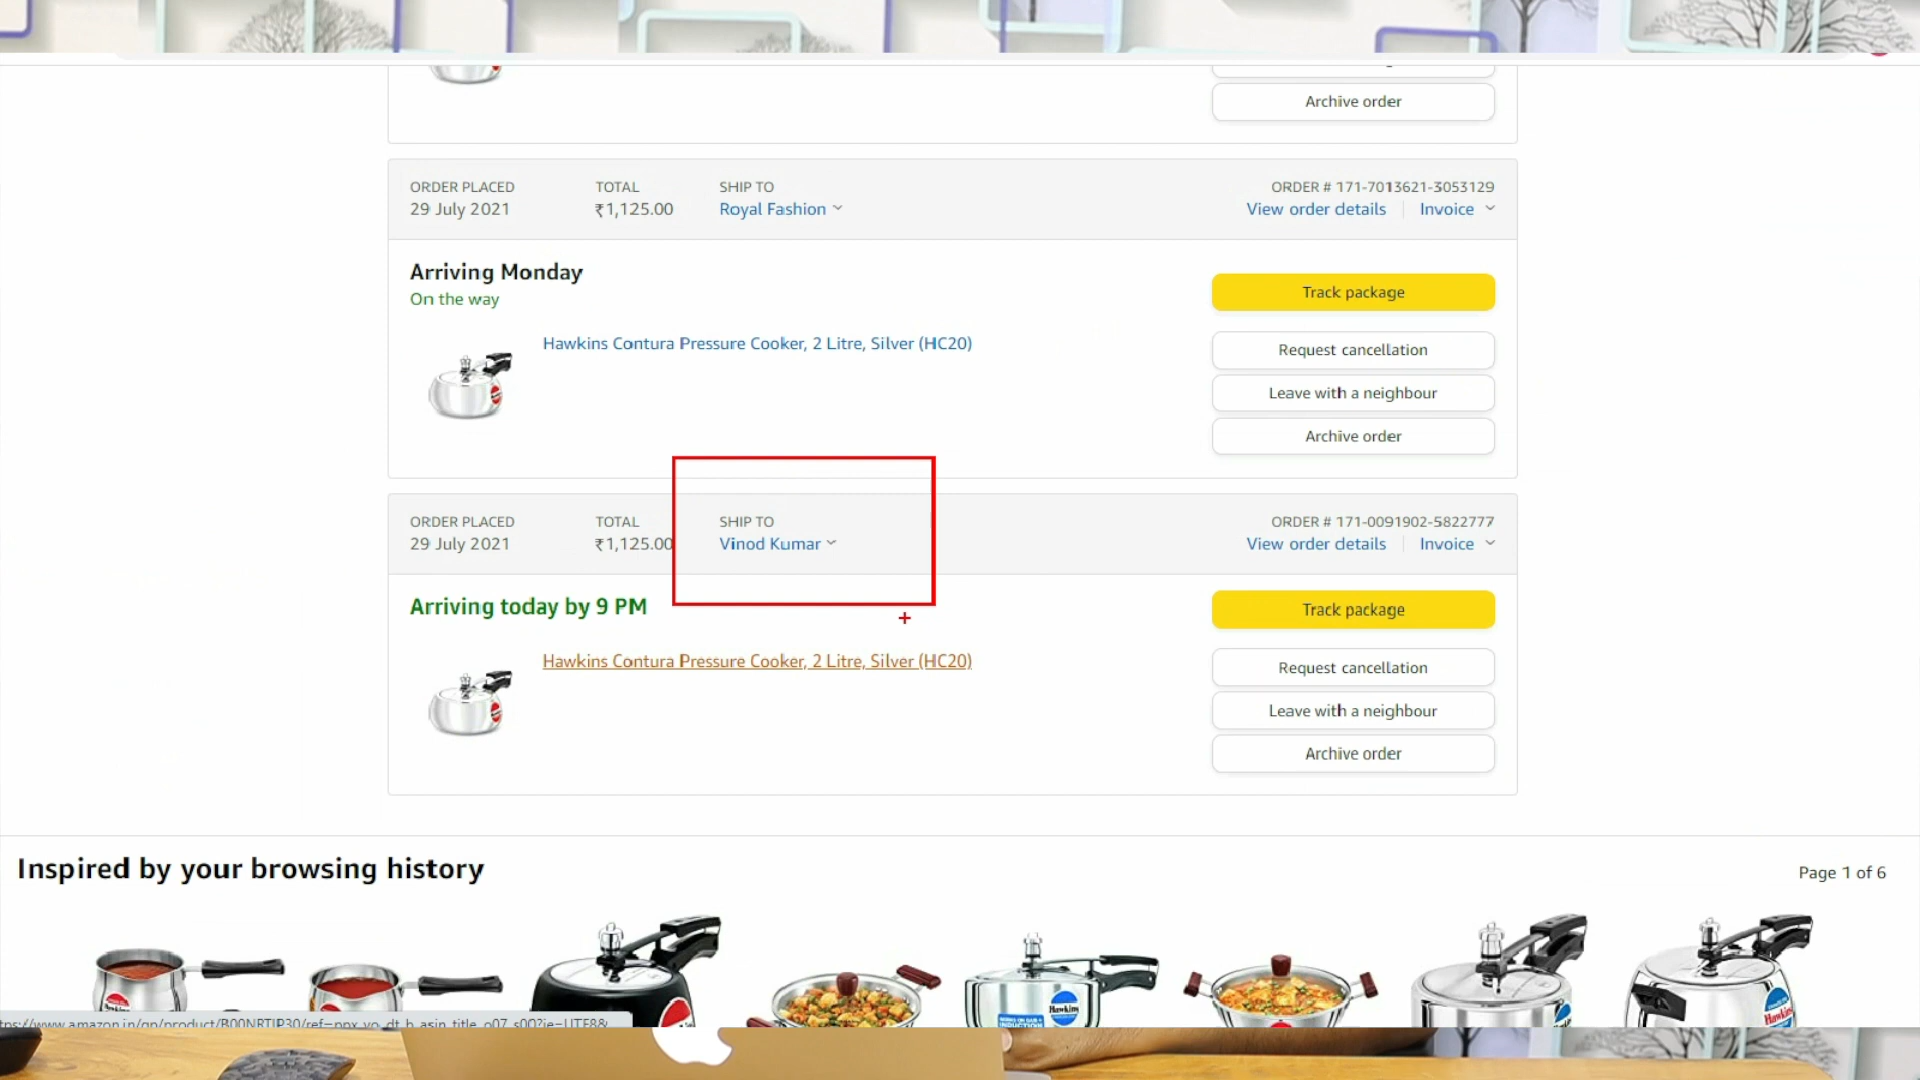 Archive order
ORDER PLACED TOTAL SHIP TO ORDER # 171-7013621-3053129
29 July 2021 ₹1,125.00 Royal Fashion View order details Invoice
Arriving Monday
On the way
Track package
Hawkins Contura Pressure Cooker, 2 Litre, Silver (HC20)
Request cancellation
Leave with a neighbour
Archive order
ORDER PLACED TOTAL SHIP TO ORDER # 171-0091902-5822777
29 July 2021 ₹1,125.00 Vinod Kumar View order details Invoice
Arriving today by 9 PM
Track package
Hawkins Contura Pressure Cooker, 2 Litre, Silver (HC20)
Request cancellation
Leave with a neighbour
Archive order
Inspired by your browsing history
Page 1 of 6
Hawkins